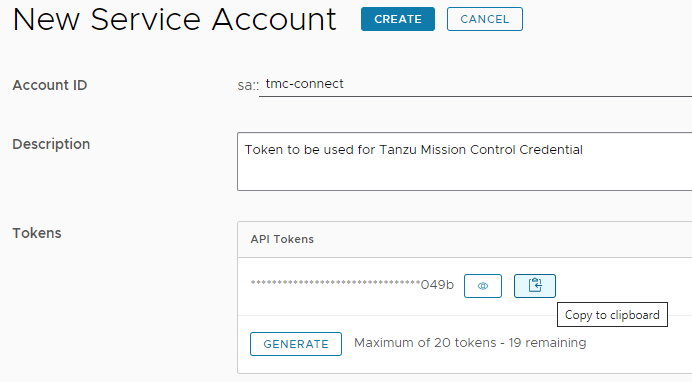 New Service Account CREATE CANCEL
Account ID sa:: tmc-connect
Description Token to be used for Tanzu Mission Control Credential
Tokens API Tokens
********************************049b
Copy to clipboard
GENERATE Maximum of 20 tokens - 19 remaining